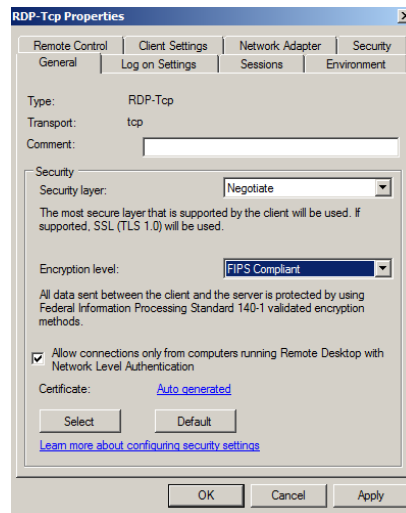 RDP-Tcp Properties
Remote Control Client Settings Network Adapter Security
General Log on Settings Sessions Environment
Type: RDP-Tcp
Transport: tcp
Comment:
Security
Security layer: Negotiate
The most secure layer that is supported by the client will be used. If
supported, SSL (TLS 1.0) will be used.
Encryption level: FIPS Compliant
All data sent between the client and the server is protected by using
Federal Information Processing Standard 140-1 validated encryption
methods.
Allow connections only from computers running Remote Desktop with
Network Level Authentication
Certificate: Auto generated
Select Default
Learn more about configuring security settings
OK Cancel Apply